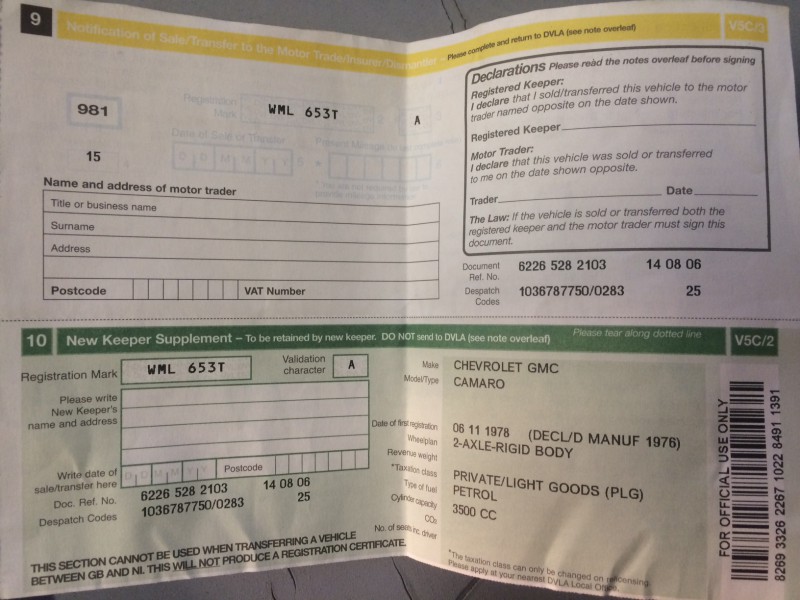 9 Notification of Sale/Transfer to the Motor Trade/Insurer/Dismantler – Please complete and return to DVLA (see note overleaf) V5C/3
981
Registration Mark WML 653T A
Date of Sale or Transfer
D D M M Y Y
15
Name and address of motor trader
Title or business name
Surname
Address
Postcode VAT Number
Declarations Please read the notes overleaf before signing
Registered Keeper:
I declare that I sold/transferred this vehicle to the motor
trader named opposite on the date shown.
Registered Keeper
Motor Trader:
I declare that this vehicle was sold or transferred
to me on the date shown opposite.
Trader Date
The Law: If the vehicle is sold or transferred both the
registered keeper and the motor trader must sign this
document.
Document Ref. No. 6226 528 2103 14 08 06
Despatch Codes 1036787750/0283 25
10 New Keeper Supplement – To be retained by new keeper. DO NOT send to DVLA (see note overleaf) Please tear along dotted line V5C/2
Registration Mark WML 653T Validation character A
Please write
New Keeper's
name and address
Postcode
Write date of
sale/transfer here D D M M Y Y
Doc. Ref. No. 6226 528 2103 14 08 06
Despatch Codes 1036787750/0283 25
THIS SECTION CANNOT BE USED WHEN TRANSFERRING A VEHICLE
BETWEEN GB AND NI. THIS WILL NOT PRODUCE A REGISTRATION CERTIFICATE.
Make CHEVROLET GMC
Model/Type CAMARO
Date of first registration 06 11 1978 (DECL/D MANUF 1976)
Wheelplan 2-AXLE-RIGID BODY
Revenue weight
*Taxation class PRIVATE/LIGHT GOODS (PLG)
Type of fuel PETROL
Cylinder capacity 3500 CC
CO2
No. of seats inc. driver
*The taxation class can only be changed on relicensing.
Please apply at your nearest DVLA Local Office.
FOR OFFICIAL USE ONLY
8269 3326 2267 1022 8491 1391